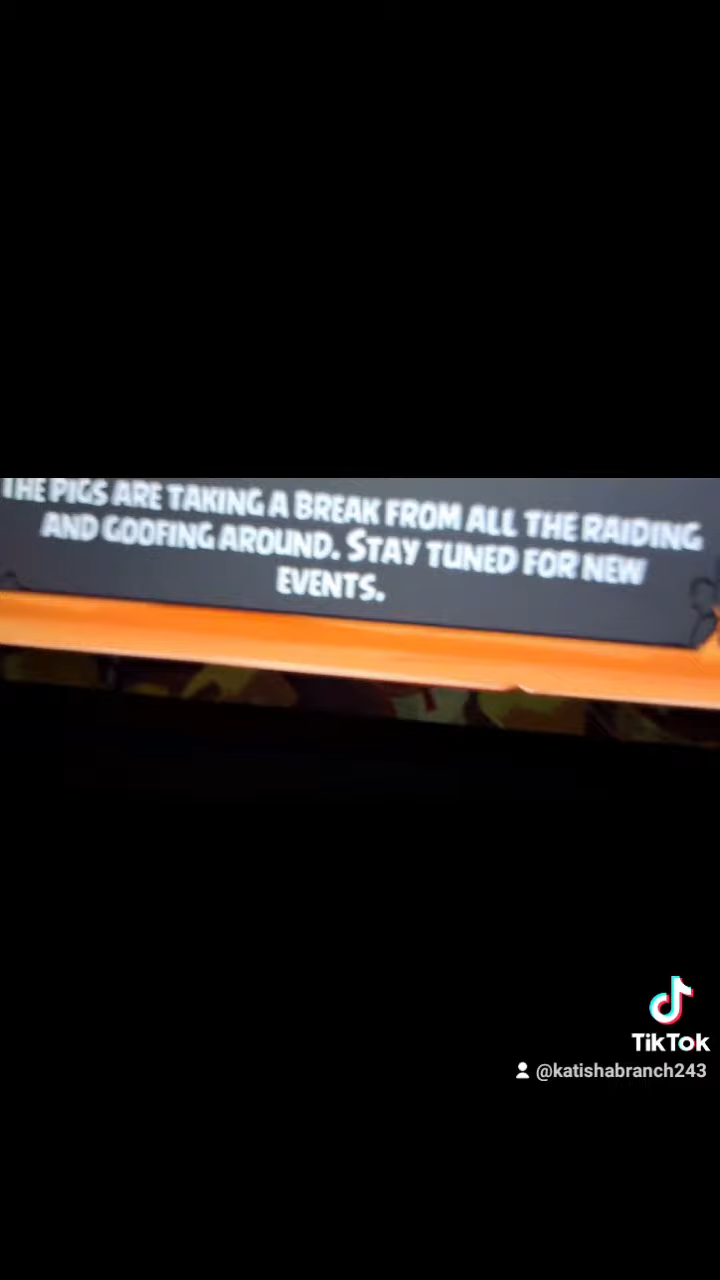 THE PIGS ARE TAKING A BREAK FROM ALL THE RAIDING
AND GOOFING AROUND. STAY TUNED FOR NEW
EVENTS.
TikTok
@katishabranch243